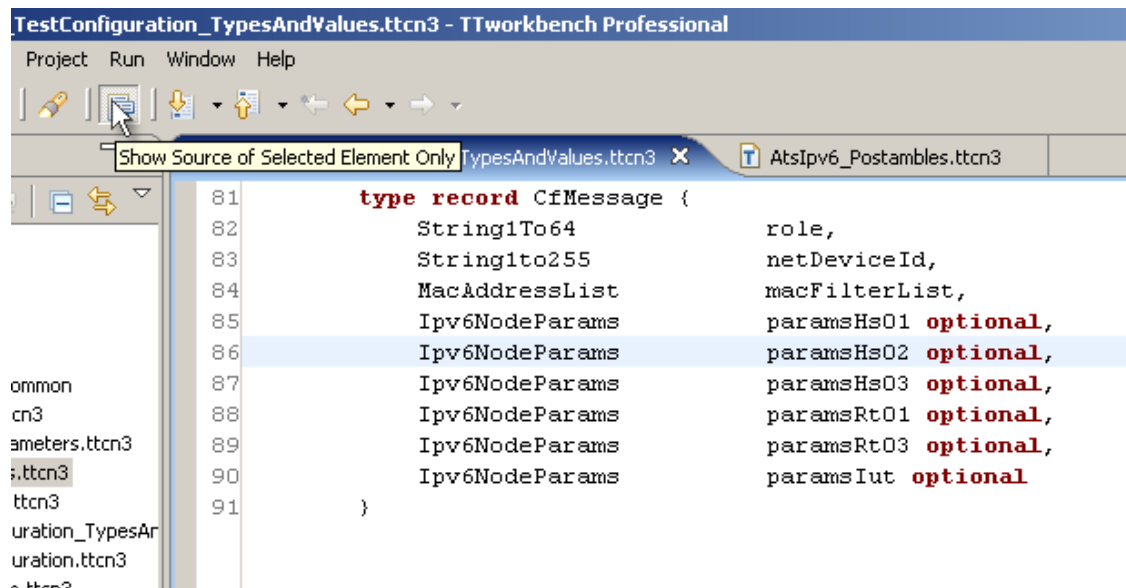 _TestConfiguration_TypesAndValues.ttcn3 - TTworkbench Professional
Project Run Window Help
Show Source of Selected Element Only
TypesAndValues.ttcn3
T AtsIpv6_Postambles.ttcn3
81 type record CfMessage {
82 String1To64 role,
83 String1to255 netDeviceId,
84 MacAddressList macFilterList,
85 Ipv6NodeParams paramsHs01 optional,
86 Ipv6NodeParams paramsHs02 optional,
87 Ipv6NodeParams paramsHs03 optional,
88 Ipv6NodeParams paramsRt01 optional,
89 Ipv6NodeParams paramsRt03 optional,
90 Ipv6NodeParams paramsIut optional
91 }
ommon
cn3
ameters.ttcn3
s.ttcn3
ttcn3
uration_TypesAn
uration.ttcn3